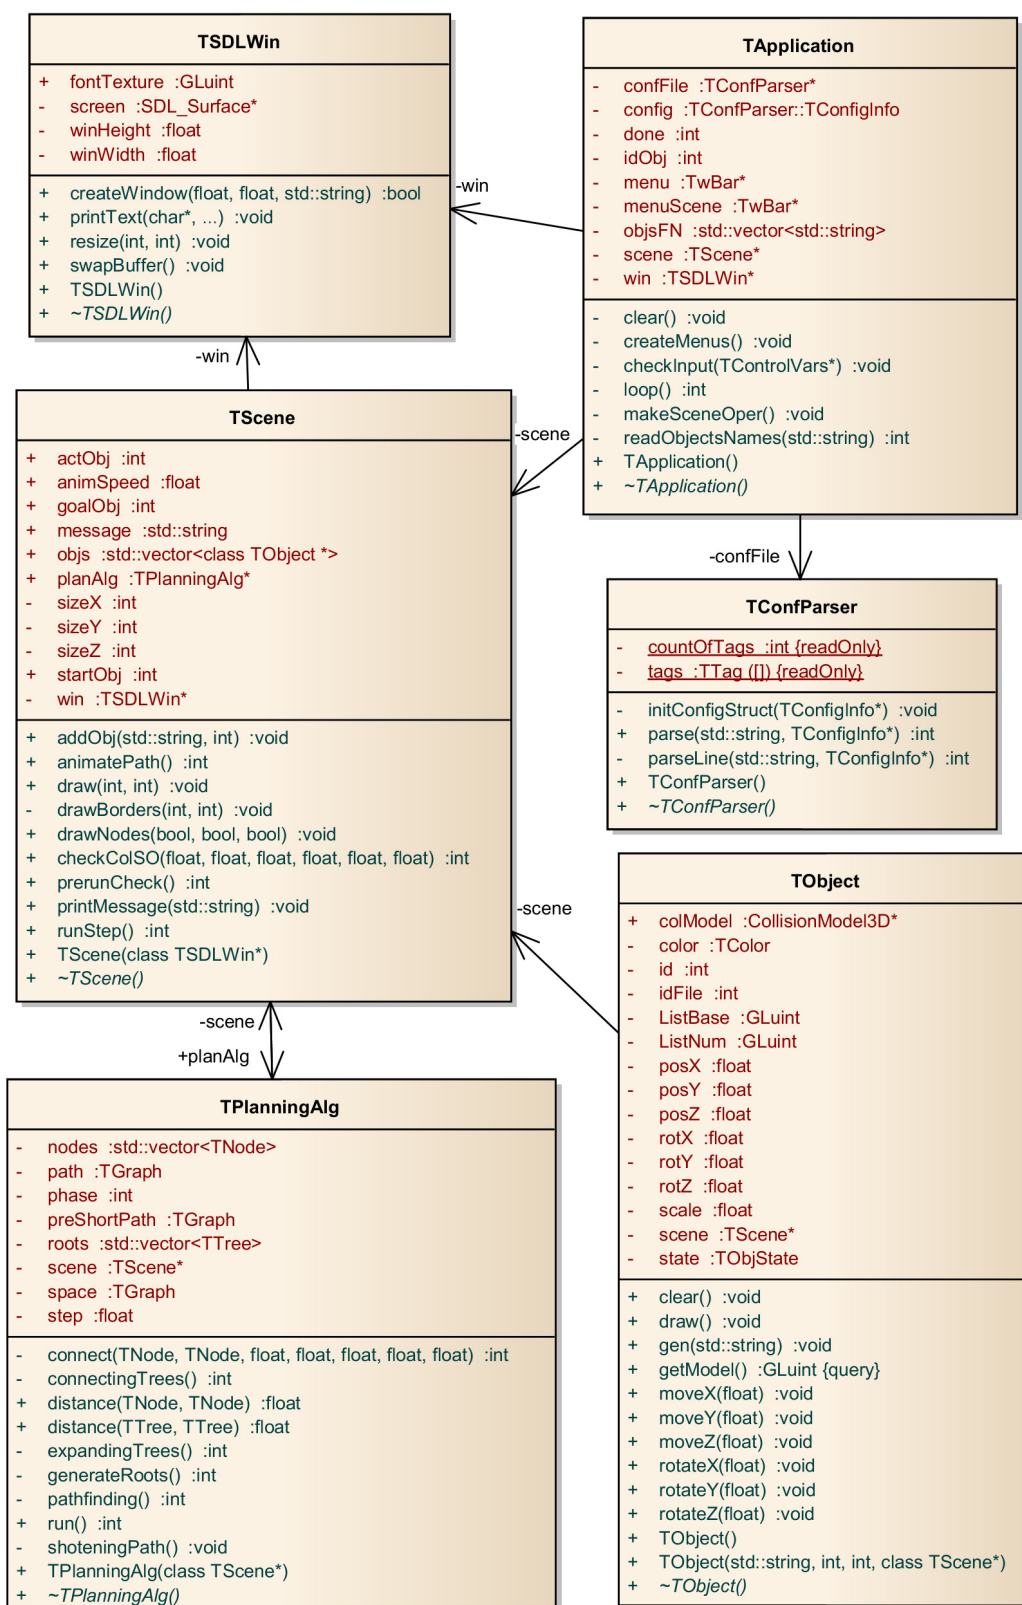 TSDLWin
+ fontTexture :GLuint
- screen :SDL_Surface*
- winHeight :float
- winWidth :float
+ createWindow(float, float, std::string) :bool
+ printText(char*, ...) :void
+ resize(int, int) :void
+ swapBuffer() :void
+ TSDLWin()
+ ~TSDLWin()
-win
TApplication
- confFile :TConfParser*
- config :TConfParser::TConfigInfo
- done :int
- idObj :int
- menu :TwBar*
- menuScene :TwBar*
- objsFN :std::vector<std::string>
- scene :TScene*
- win :TSDLWin*
- clear() :void
- createMenus() :void
- checkInput(TControlVars*) :void
- loop() :int
- makeSceneOper() :void
- readObjectsNames(std::string) :int
+ TApplication()
+ ~TApplication()
-win
-scene
-confFile
TScene
+ actObj :int
+ animSpeed :float
+ goalObj :int
+ message :std::string
+ objs :std::vector<class TObject *>
+ planAlg :TPlanningAlg*
- sizeX :int
- sizeY :int
- sizeZ :int
+ startObj :int
- win :TSDLWin*
+ addObj(std::string, int) :void
+ animatePath() :int
+ draw(int, int) :void
- drawBorders(int, int) :void
+ drawNodes(bool, bool, bool) :void
+ checkColSO(float, float, float, float, float, float) :int
+ prerunCheck() :int
+ printMessage(std::string) :void
+ runStep() :int
+ TScene(class TSDLWin*)
+ ~TScene()
TConfParser
- countOfTags :int {readOnly}
- tags :TTag ([]) {readOnly}
- initConfigStruct(TConfigInfo*) :void
+ parse(std::string, TConfigInfo*) :int
- parseLine(std::string, TConfigInfo*) :int
+ TConfParser()
+ ~TConfParser()
-scene
TObject
+ colModel :CollisionModel3D*
- color :TColor
- id :int
- idFile :int
- ListBase :GLuint
- ListNum :GLuint
- posX :float
- posY :float
- posZ :float
- rotX :float
- rotY :float
- rotZ :float
- scale :float
- scene :TScene*
- state :TObjState
+ clear() :void
+ draw() :void
+ gen(std::string) :void
+ getModel() :GLuint {query}
+ moveX(float) :void
+ moveY(float) :void
+ moveZ(float) :void
+ rotateX(float) :void
+ rotateY(float) :void
+ rotateZ(float) :void
+ TObject()
+ TObject(std::string, int, int, class TScene*)
+ ~TObject()
-scene
+planAlg
TPlanningAlg
- nodes :std::vector<TNode>
- path :TGraph
- phase :int
- preShortPath :TGraph
- roots :std::vector<TTree>
- scene :TScene*
- space :TGraph
- step :float
- connect(TNode, TNode, float, float, float, float, float) :int
- connectingTrees() :int
+ distance(TNode, TNode) :float
+ distance(TTree, TTree) :float
- expandingTrees() :int
- generateRoots() :int
- pathfinding() :int
+ run() :int
- shoteningPath() :void
+ TPlanningAlg(class TScene*)
+ ~TPlanningAlg()